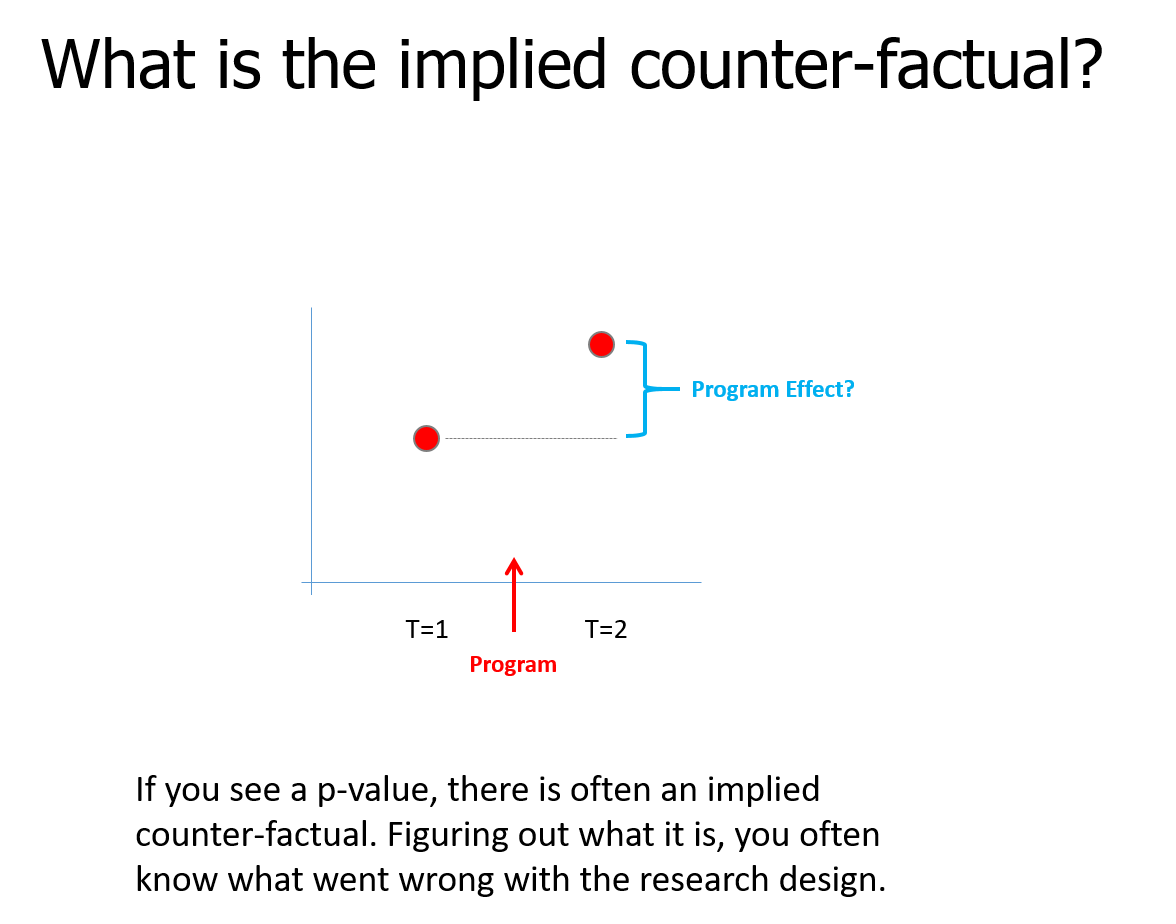 What is the implied counter-factual?
Program Effect?
T=1
T=2
Program
If you see a p-value, there is often an implied
counter-factual. Figuring out what it is, you often
know what went wrong with the research design.